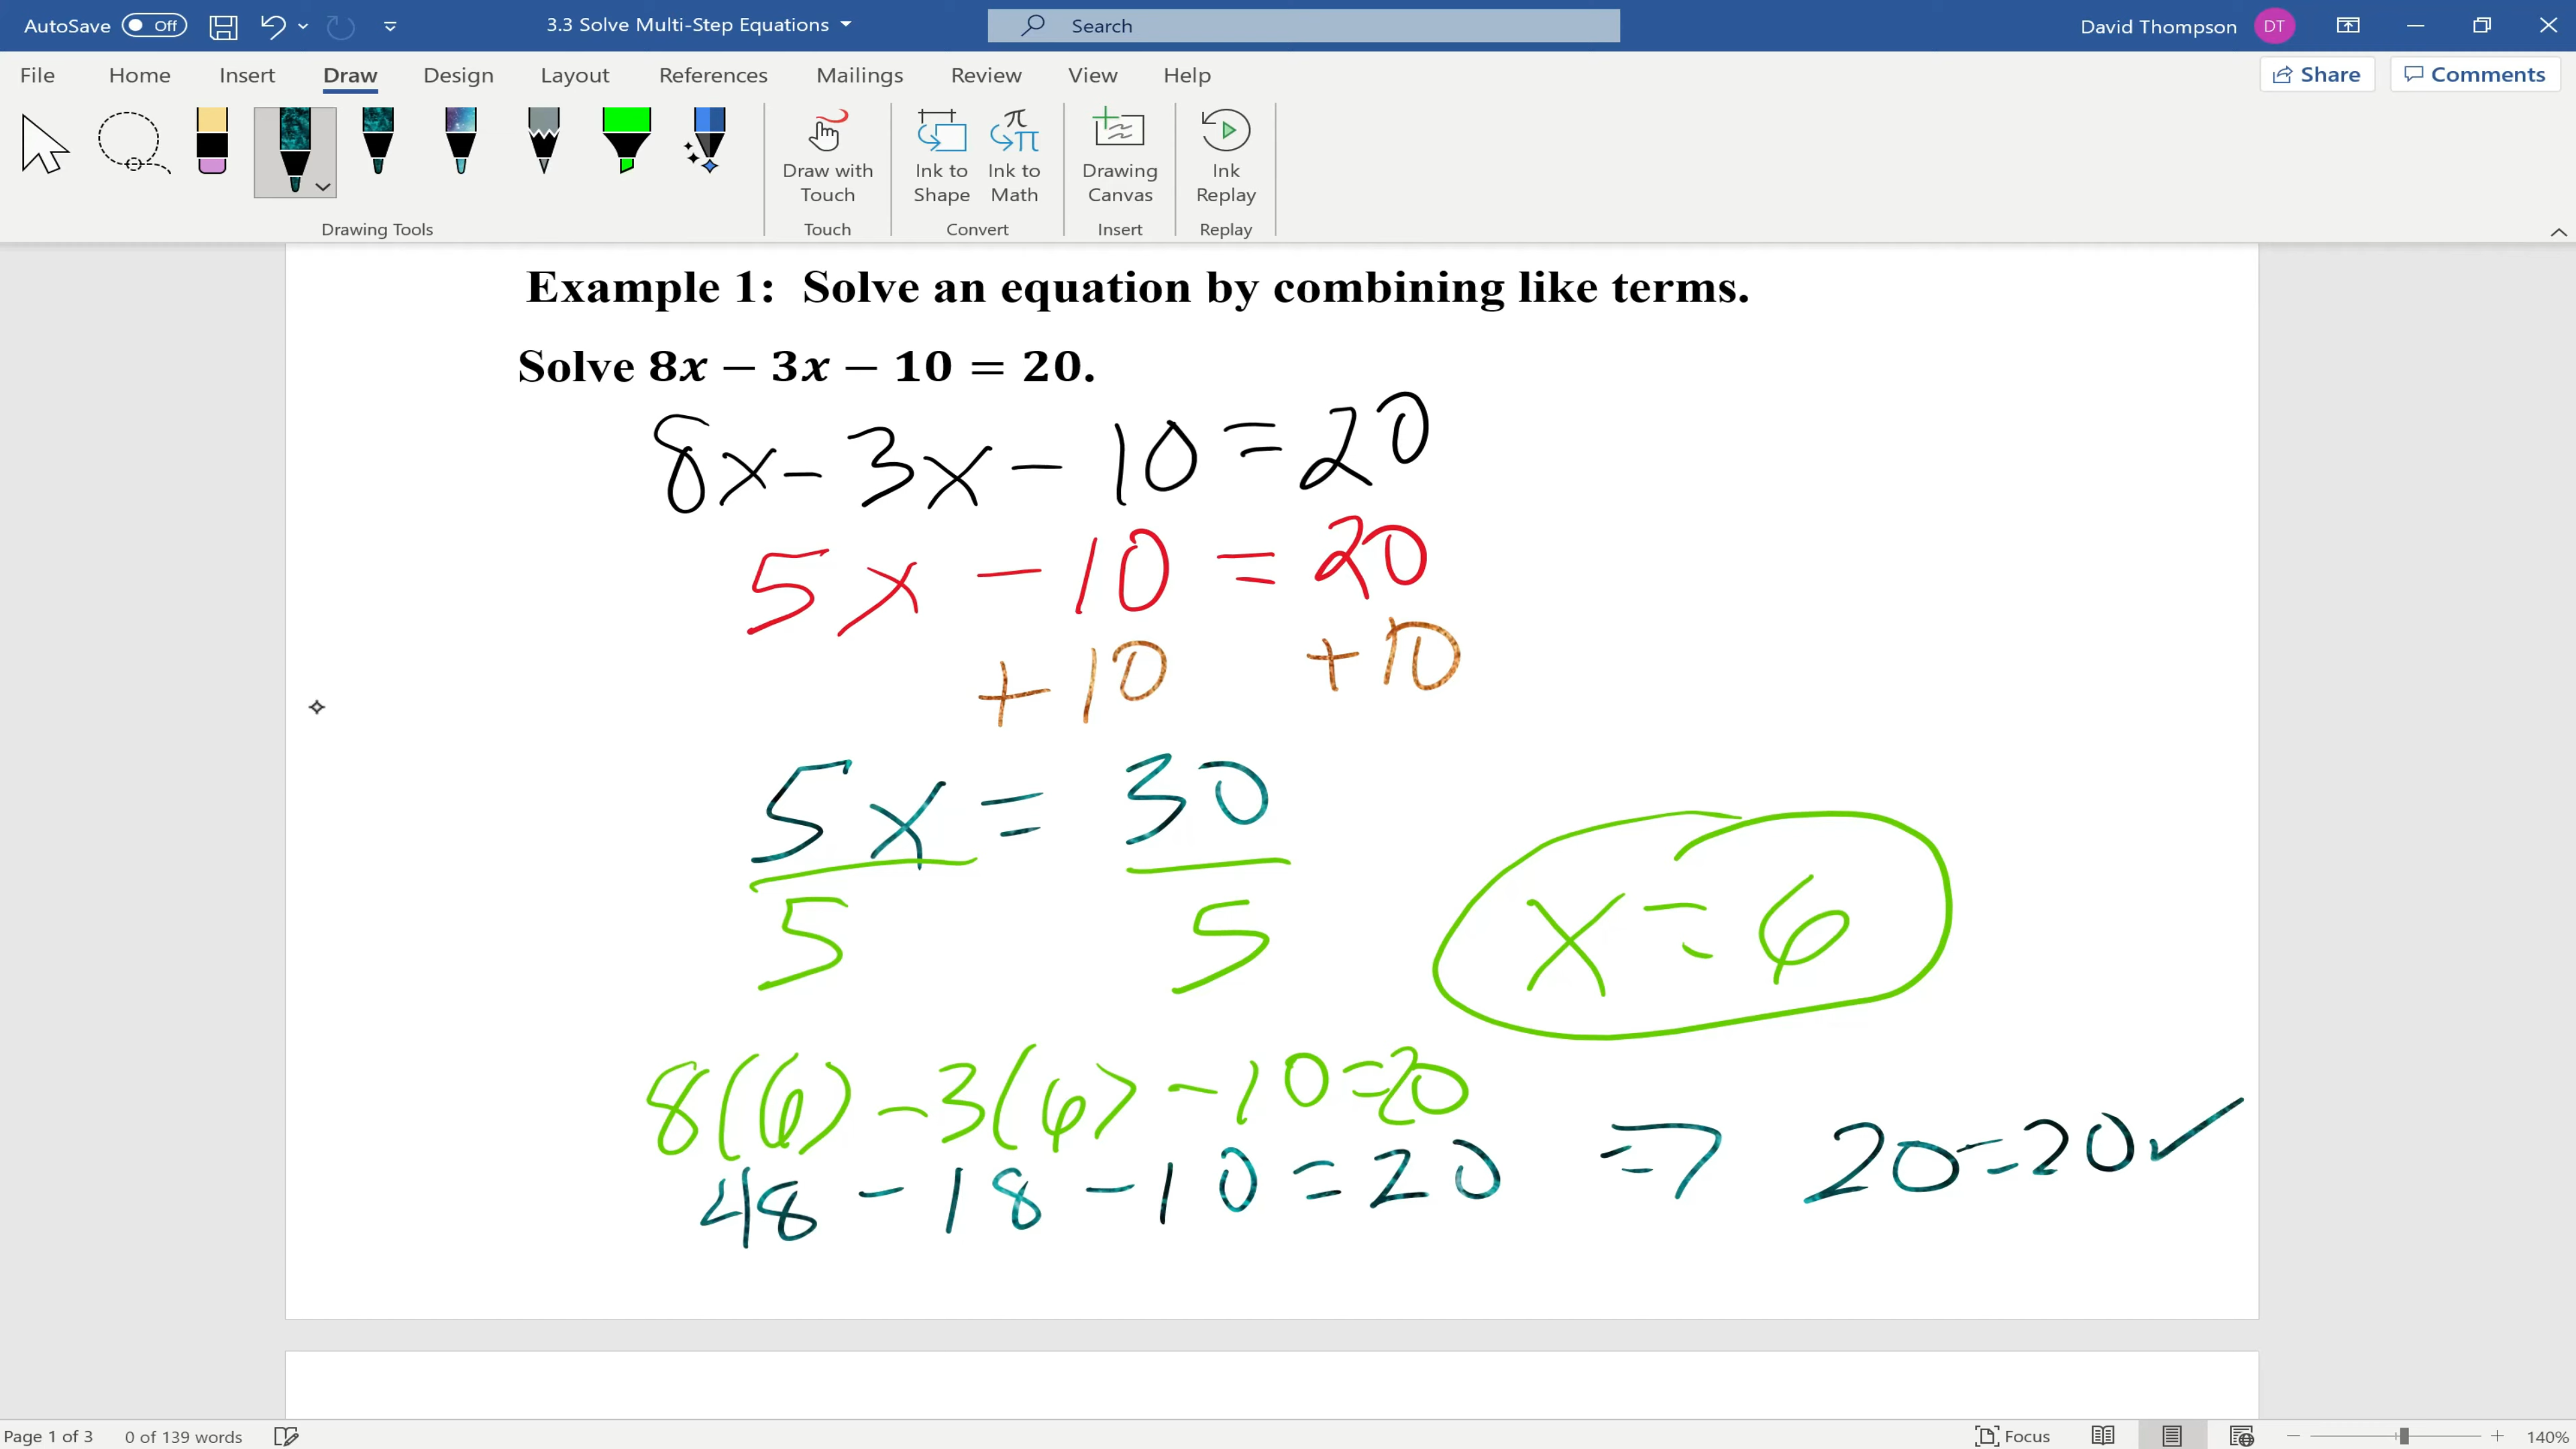 AutoSave Off 3.3 Solve Multi-Step Equations Search David Thompson DT
File Home Insert Draw Design Layout References Mailings Review View Help Share Comments
Draw with Touch
Ink to Shape
Ink to Math
Drawing Canvas
Ink Replay
Drawing Tools Touch Convert Insert Replay
Example 1: Solve an equation by combining like terms.
Solve 8x − 3x − 10 = 20.
8x - 3x - 10 = 20
5x - 10 = 20
+ 10 + 10
5x = 30
5 5
x = 6
8(6) - 3(6) - 10 = 20
48 - 18 - 10 = 20 => 20 = 20 ✓
Page 1 of 3 0 of 139 words Focus 140%